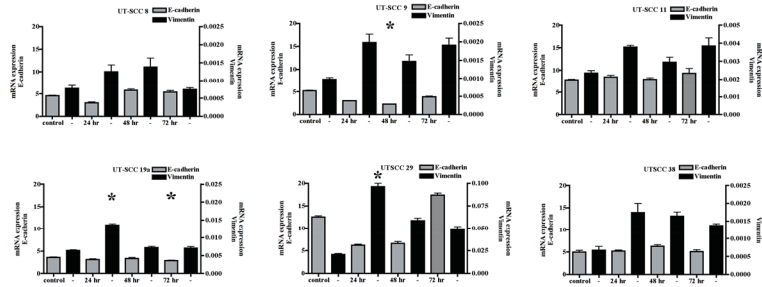 UT-SCC 8
E-cadherin
Vimentin
mRNA expression
E-cadherin
20
15
10
5
0
0.0025
0.0020
0.0015
0.0010
0.0005
0.0000
mRNA expression
Vimentin
control - 24 hr - 48 hr - 72 hr -
UT-SCC 9
E-cadherin
Vimentin
mRNA expression
E-cadherin
20
15
10
5
0
*
0.0025
0.0020
0.0015
0.0010
0.0005
0.0000
mRNA expression
Vimentin
control - 24 hr - 48 hr - 72 hr -
UT-SCC 11
E-cadherin
Vimentin
mRNA expression
E-cadherin
20
15
10
5
0
0.005
0.004
0.003
0.002
0.001
0.000
mRNA expression
Vimentin
control - 24 hr - 48 hr - 72 hr -
UT-SCC 19a
E-cadherin
Vimentin
mRNA expression
E-cadherin
20
15
10
5
0
* *
0.025
0.020
0.015
0.010
0.005
0.000
mRNA expression
Vimentin
control - 24 hr - 48 hr - 72 hr -
UTSCC 29
E-cadherin
Vimentin
mRNA expression
E-cadherin
20
15
10
5
0
*
0.100
0.076
0.051
0.025
0.000
mRNA expression
Vimentin
control - 24 hr - 48 hr - 72 hr -
UTSCC 38
E-cadherin
Vimentin
mRNA expression
E-cadherin
20
15
10
5
0
0.0025
0.0020
0.0015
0.0010
0.0005
0.0000
mRNA expression
Vimentin
control - 24 hr - 48 hr - 72 hr -